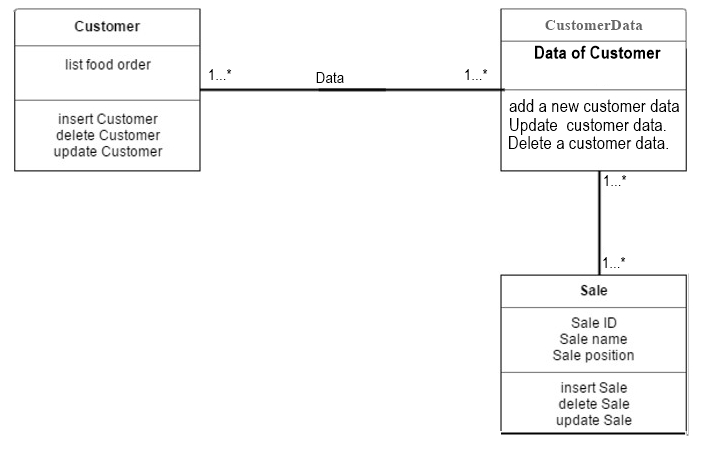 Customer
list food order
insert Customer
delete Customer
update Customer
1...*
Data
1...*
CustomerData
Data of Customer
add a new customer data
Update customer data.
Delete a customer data.
1...*
1...*
Sale
Sale ID
Sale name
Sale position
insert Sale
delete Sale
update Sale